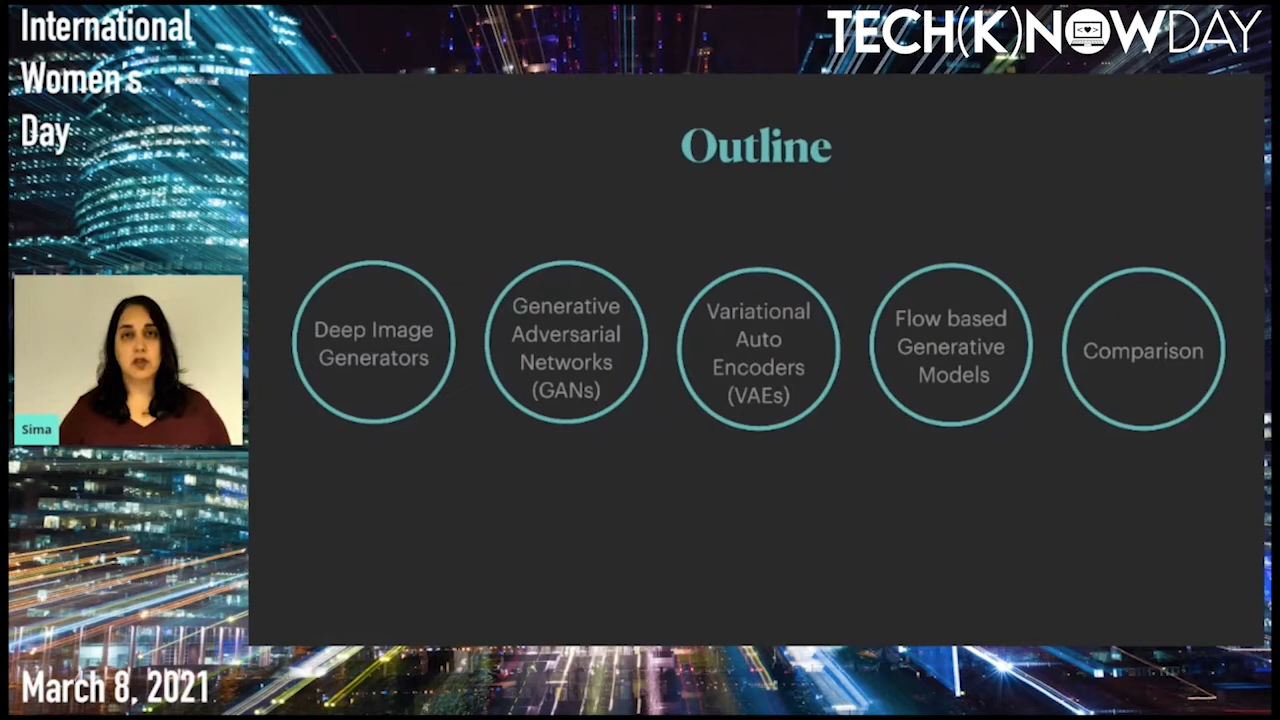 International
Women's
Day
TECH(K)NOWDAY
Outline
Deep Image
Generators
Generative
Adversarial
Networks
(GANs)
Variational
Auto
Encoders
(VAEs)
Flow based
Generative
Models
Comparison
Sima
March 8, 2021